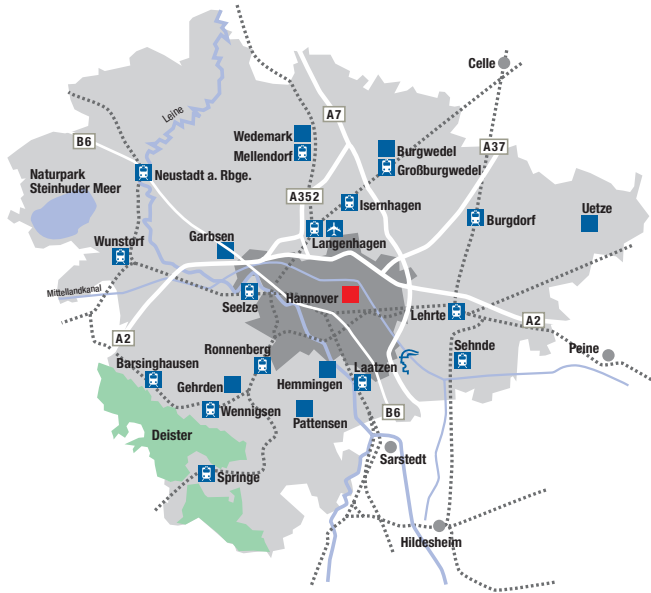 Celle
Leine
A7
B6
Wedemark
Mellendorf
Burgwedel
Großburgwedel
A37
Neustadt a. Rbge.
Naturpark
Steinhuder Meer
A352
Isernhagen
Uetze
Burgdorf
Wunstorf
Garbsen
Langenhagen
Mittellandkanal
Seelze
Hannover
Lehrte
A2
A2
Peine
Ronnenberg
Sehnde
Barsinghausen
Laatzen
Gehrden
Hemmingen
Wennigsen
B6
Pattensen
Deister
Sarstedt
Springe
Hildesheim